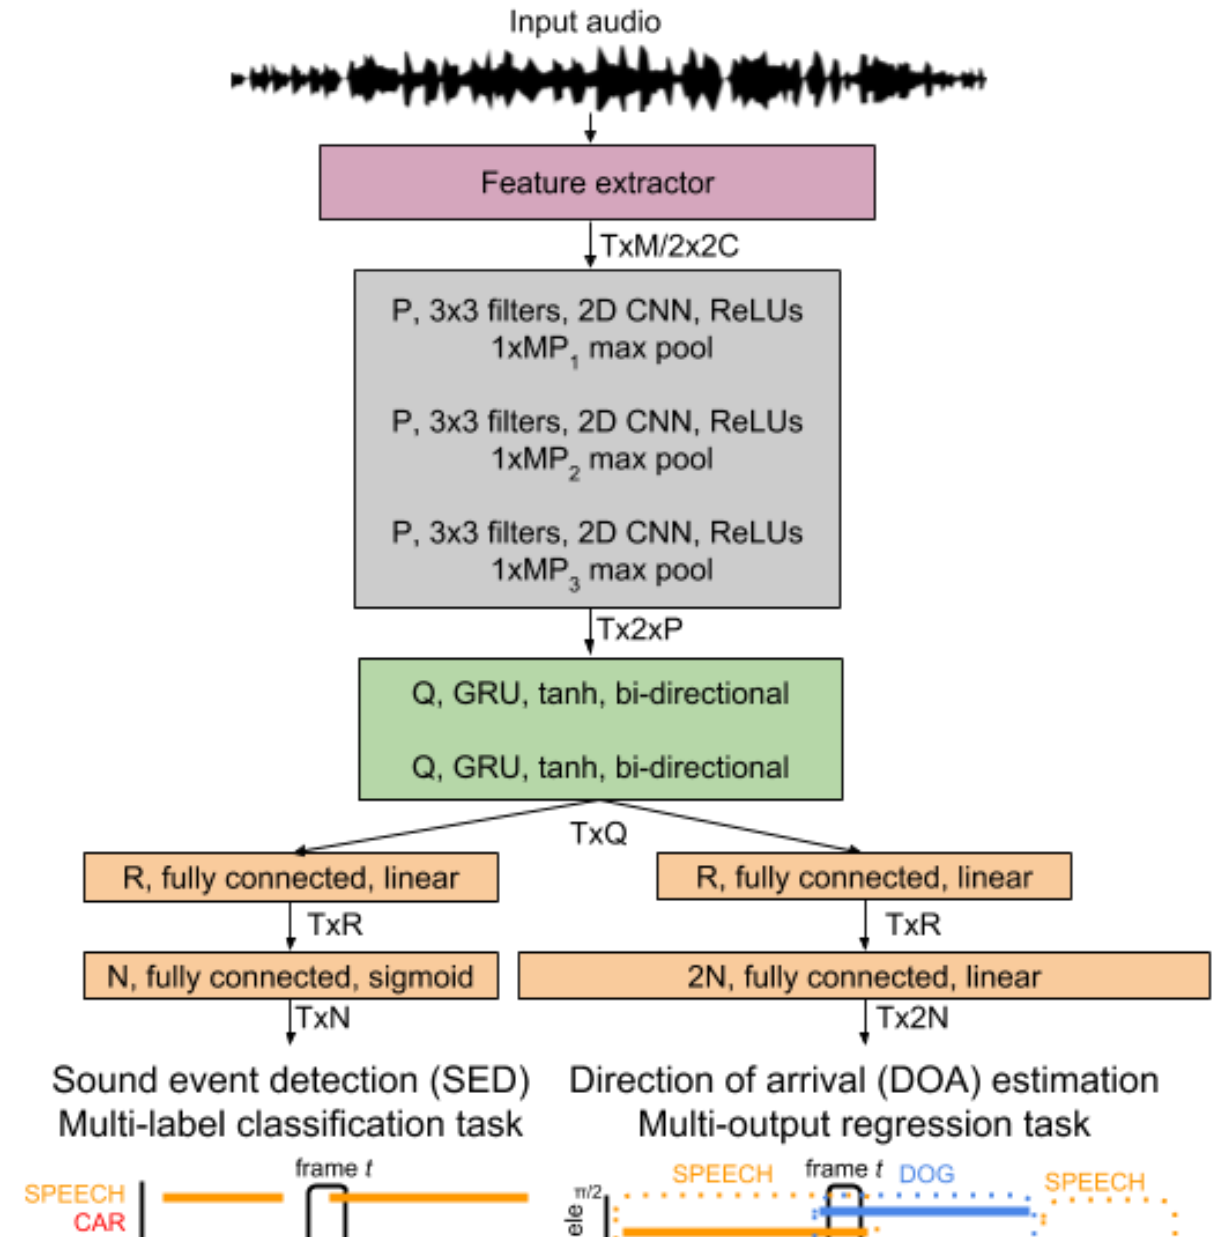 Input audio
Feature extractor
TxM/2x2C
P, 3x3 filters, 2D CNN, ReLUs
1xMP1 max pool
P, 3x3 filters, 2D CNN, ReLUs
1xMP2 max pool
P, 3x3 filters, 2D CNN, ReLUs
1xMP3 max pool
Tx2xP
Q, GRU, tanh, bi-directional
Q, GRU, tanh, bi-directional
TxQ
R, fully connected, linear
R, fully connected, linear
TxR
TxR
N, fully connected, sigmoid
2N, fully connected, linear
TxN
Tx2N
Sound event detection (SED)
Multi-label classification task
Direction of arrival (DOA) estimation
Multi-output regression task
frame t
SPEECH
CAR
SPEECH
frame t
DOG
SPEECH
π/2
ele